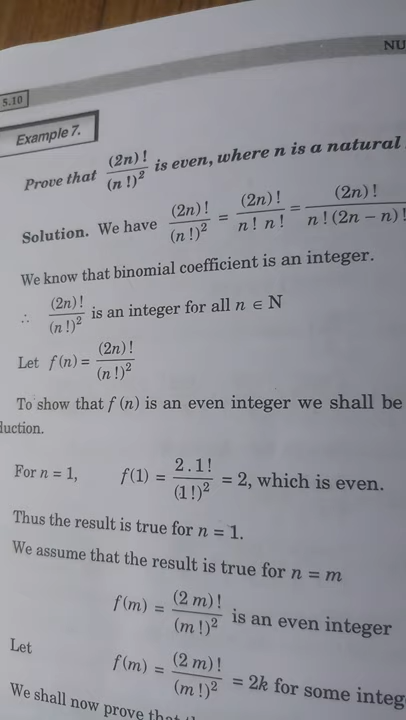 NU
5.10
Example 7.
Prove that (2n)! / (n!)² is even, where n is a natural
Solution. We have (2n)! / (n!)² = (2n)! / n! n! = (2n)! / n!(2n − n)!
We know that binomial coefficient is an integer.
∴ (2n)! / (n!)² is an integer for all n ∈ N
Let f(n) = (2n)! / (n!)²
To show that f (n) is an even integer we shall be
duction.
For n = 1, f(1) = 2.1! / (1!)² = 2, which is even.
Thus the result is true for n = 1.
We assume that the result is true for n = m
f(m) = (2 m)! / (m!)² is an even integer
Let
f(m) = (2 m)! / (m!)² = 2k for some integ
We shall now prove that